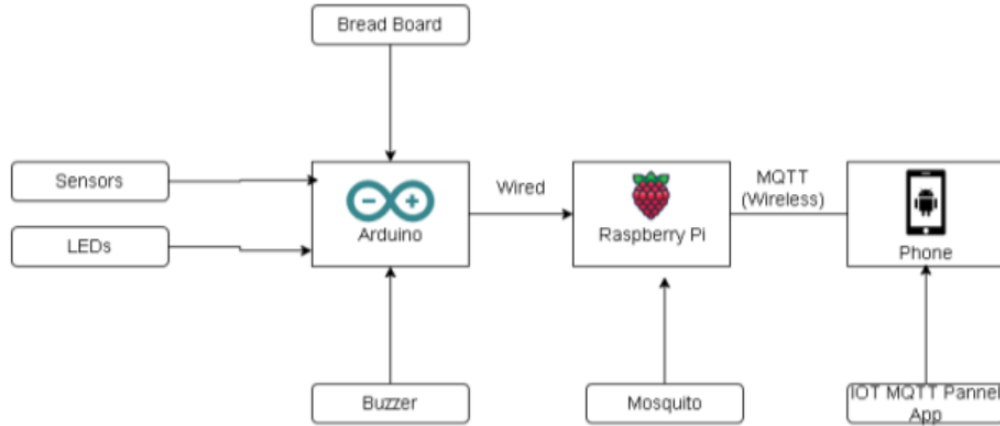 Bread Board
Sensors
LEDs
Arduino
Wired
Raspberry Pi
MQTT
(Wireless)
Phone
Buzzer
Mosquito
IOT MQTT Pannel
App